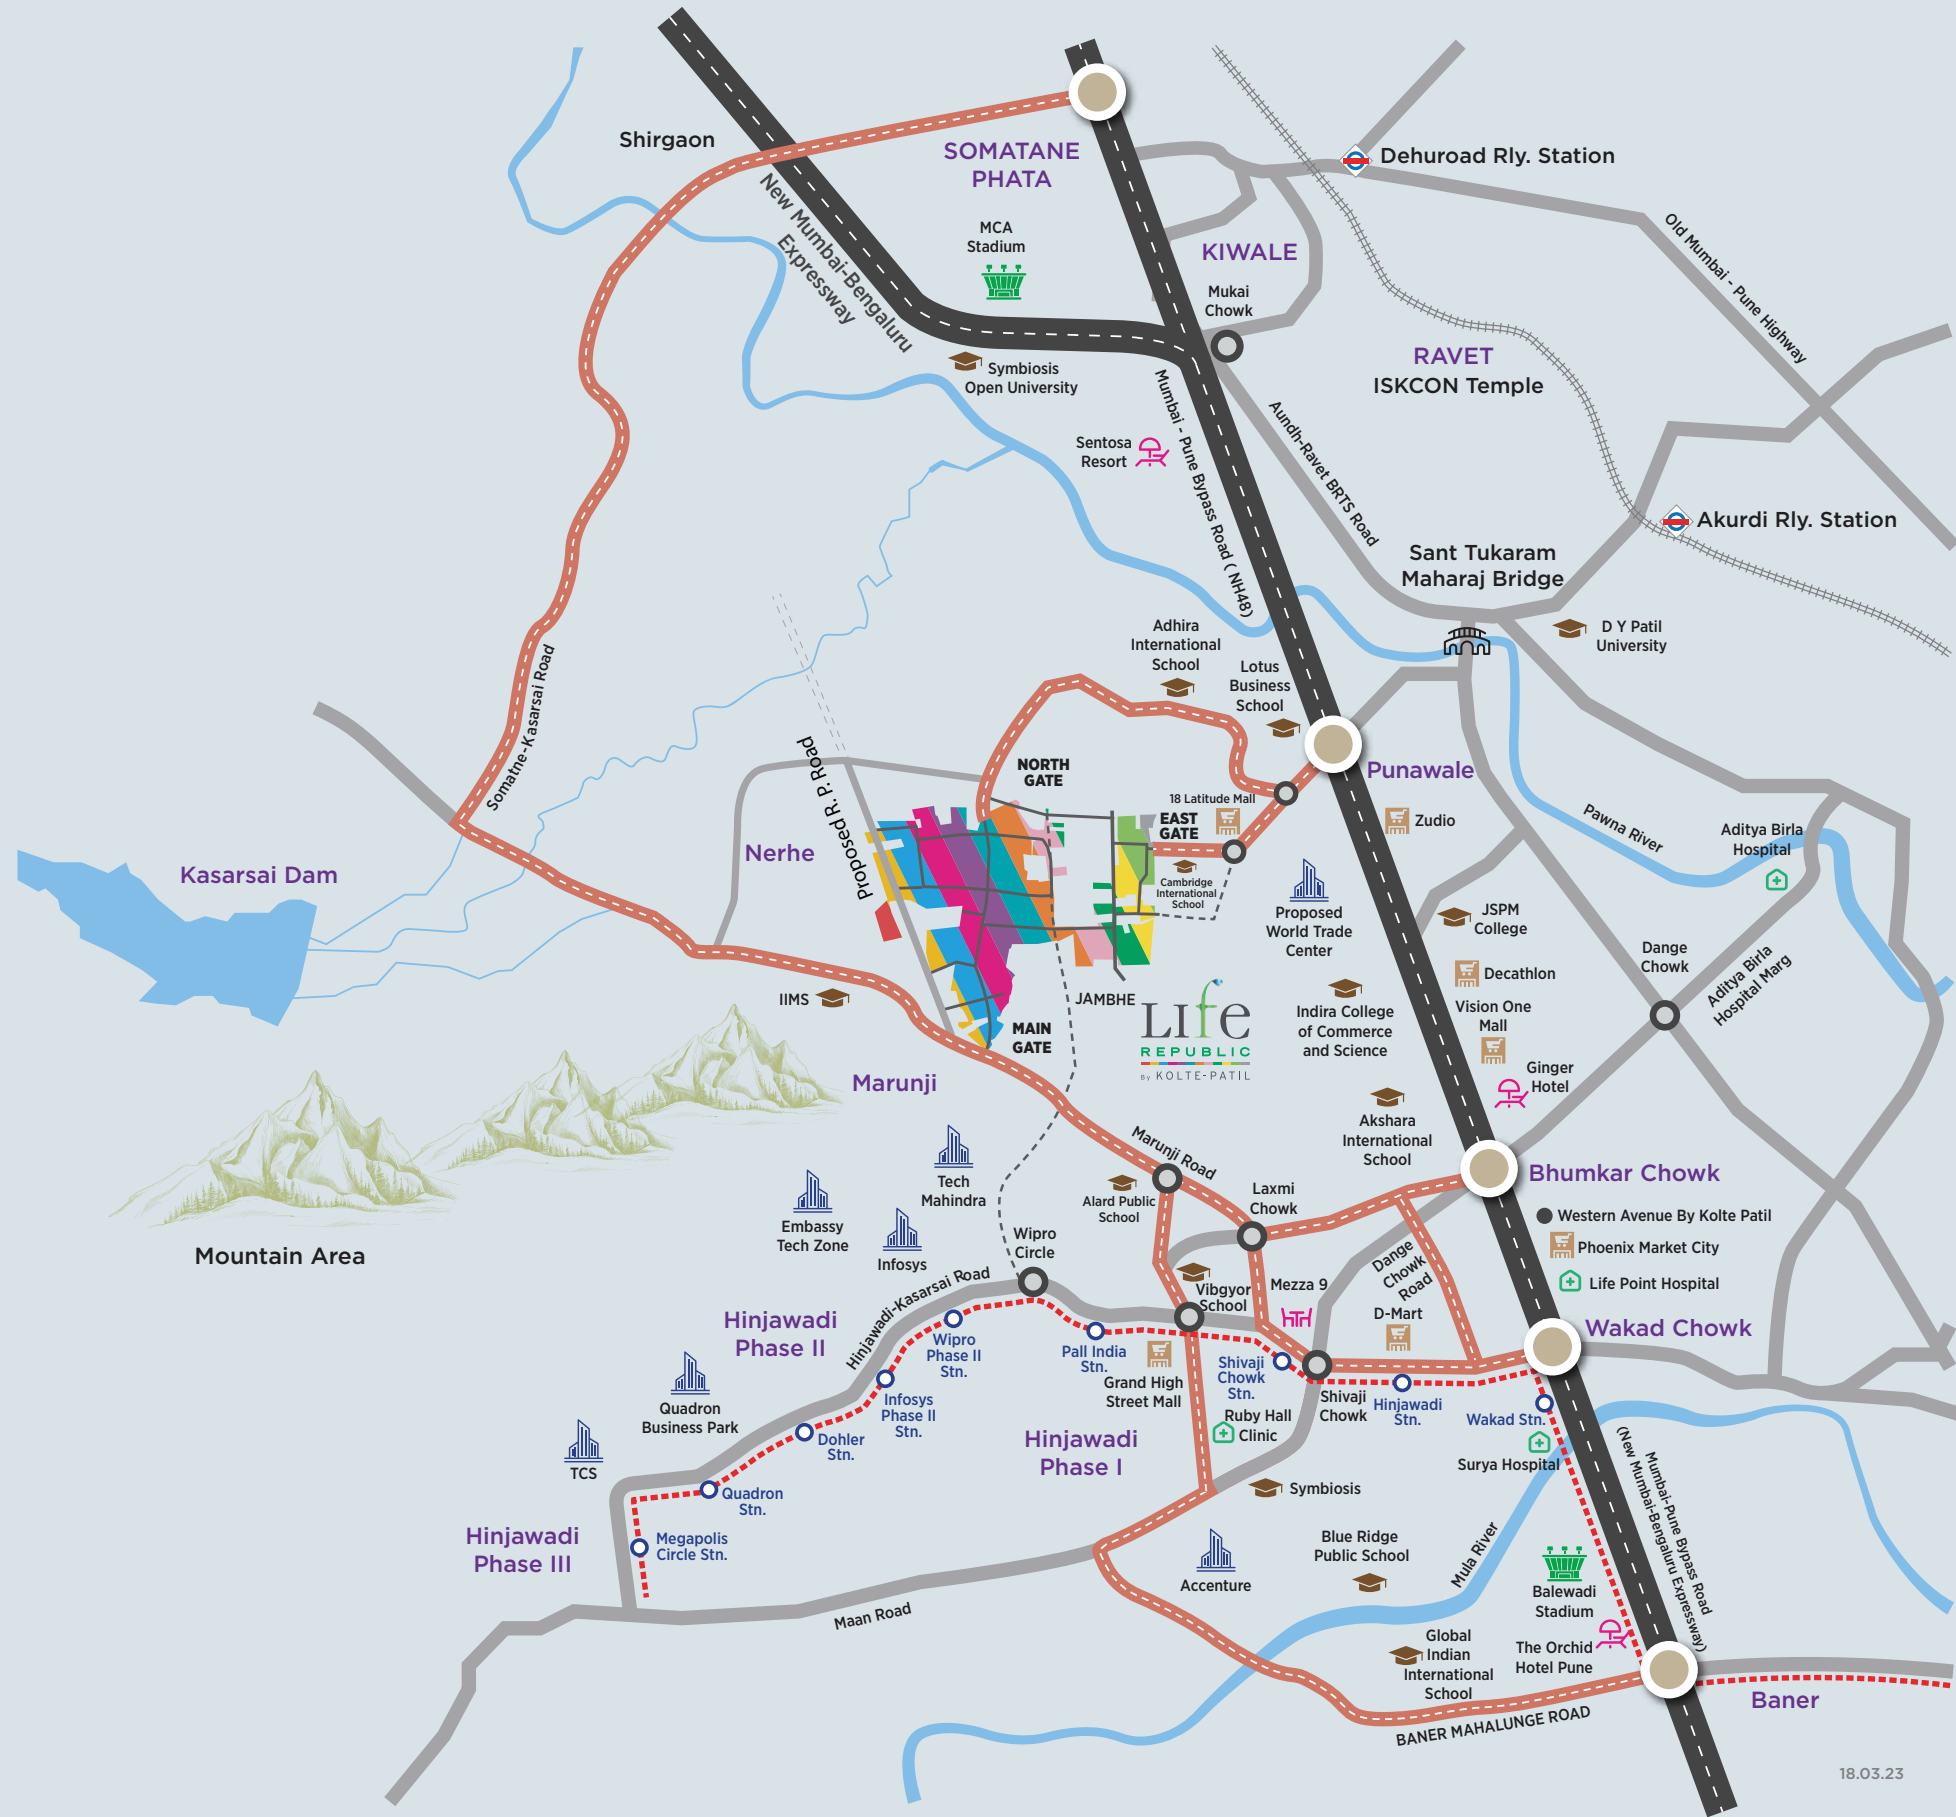 Shirgaon
SOMATANE
PHATA
Dehuroad Rly. Station
New Mumbai-Bengaluru
Expressway
MCA
Stadium
KIWALE
Old Mumbai - Pune Highway
Mukai
Chowk
RAVET
ISKCON Temple
Symbiosis
Open University
Mumbai - Pune Bypass Road ( NH48)
Aundh-Ravet BRTS Road
Sentosa
Resort
Akurdi Rly. Station
Sant Tukaram
Maharaj Bridge
D Y Patil
University
Adhira
International
School
Lotus
Business
School
Somatne-Kasarsai Road
Proposed R. P. Road
NORTH
GATE
Punawale
18 Latitude Mall
EAST
GATE
Zudio
Pawna River
Aditya Birla
Hospital
Nerhe
Kasarsai Dam
Cambridge
International
School
Proposed
World Trade
Center
JSPM
College
Dange
Chowk
Aditya Birla
Hospital Marg
Decathlon
IIMS
JAMBHE
LIfe
REPUBLIC
By KOLTE-PATIL
Indira College
of Commerce
and Science
Vision One
Mall
MAIN
GATE
Ginger
Hotel
Marunji
Akshara
International
School
Marunji Road
Bhumkar Chowk
Tech
Mahindra
Alard Public
School
Laxmi
Chowk
Western Avenue By Kolte Patil
Embassy
Tech Zone
Infosys
Wipro
Circle
Phoenix Market City
Mountain Area
Dange
Chowk
Road
Life Point Hospital
Hinjawadi-Kasarsai Road
Vibgyor
School
Mezza 9
D-Mart
Hinjawadi
Phase II
Wakad Chowk
Wipro
Phase II
Stn.
Pall India
Stn.
Shivaji
Chowk
Stn.
Grand High
Street Mall
Infosys
Phase II
Stn.
Shivaji
Chowk
Hinjawadi
Stn.
Wakad Stn.
Quadron
Business Park
Ruby Hall
Clinic
Dohler
Stn.
Hinjawadi
Phase I
TCS
Surya Hospital
Quadron
Stn.
Symbiosis
Mumbai-Pune Bypass Road
(New Mumbai-Bengaluru Expressway)
Hinjawadi
Phase III
Megapolis
Circle Stn.
Blue Ridge
Public School
Mula River
Accenture
Balewadi
Stadium
Maan Road
Global
Indian
International
School
The Orchid
Hotel Pune
Baner
BANER MAHALUNGE ROAD
18.03.23